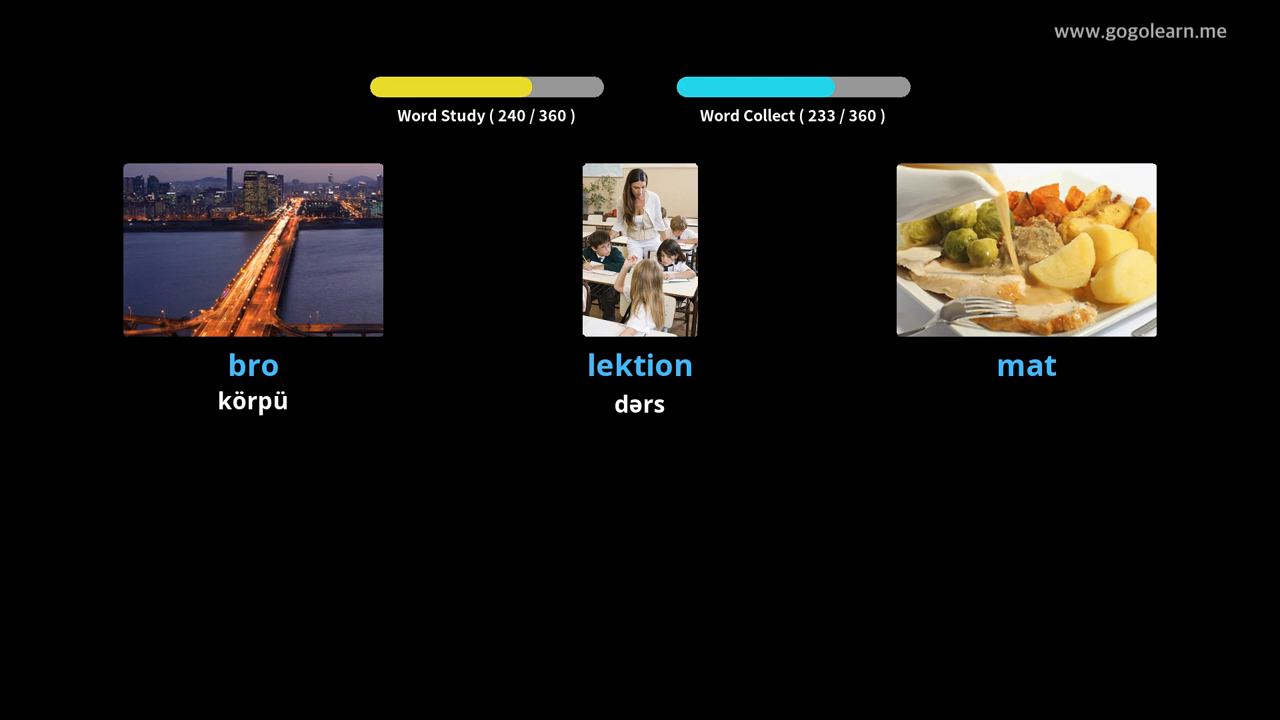 www.gogolearn.me
Word Study ( 240 / 360 )
Word Collect ( 233 / 360 )
bro
körpü
lektion
dərs
mat